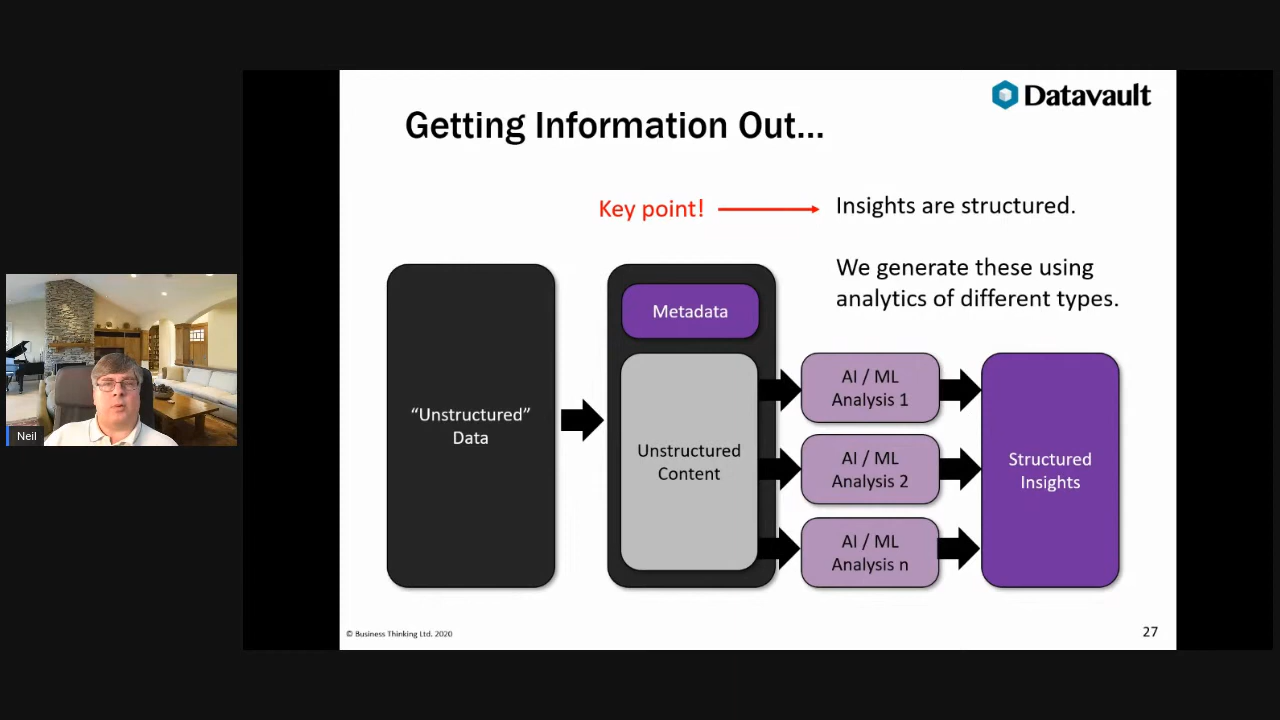 Datavault
Getting Information Out...
Key point!
Insights are structured.
We generate these using
analytics of different types.
"Unstructured"
Data
Metadata
Unstructured
Content
AI / ML
Analysis 1
AI / ML
Analysis 2
AI / ML
Analysis n
Structured
Insights
Neil
© Business Thinking Ltd. 2020
27